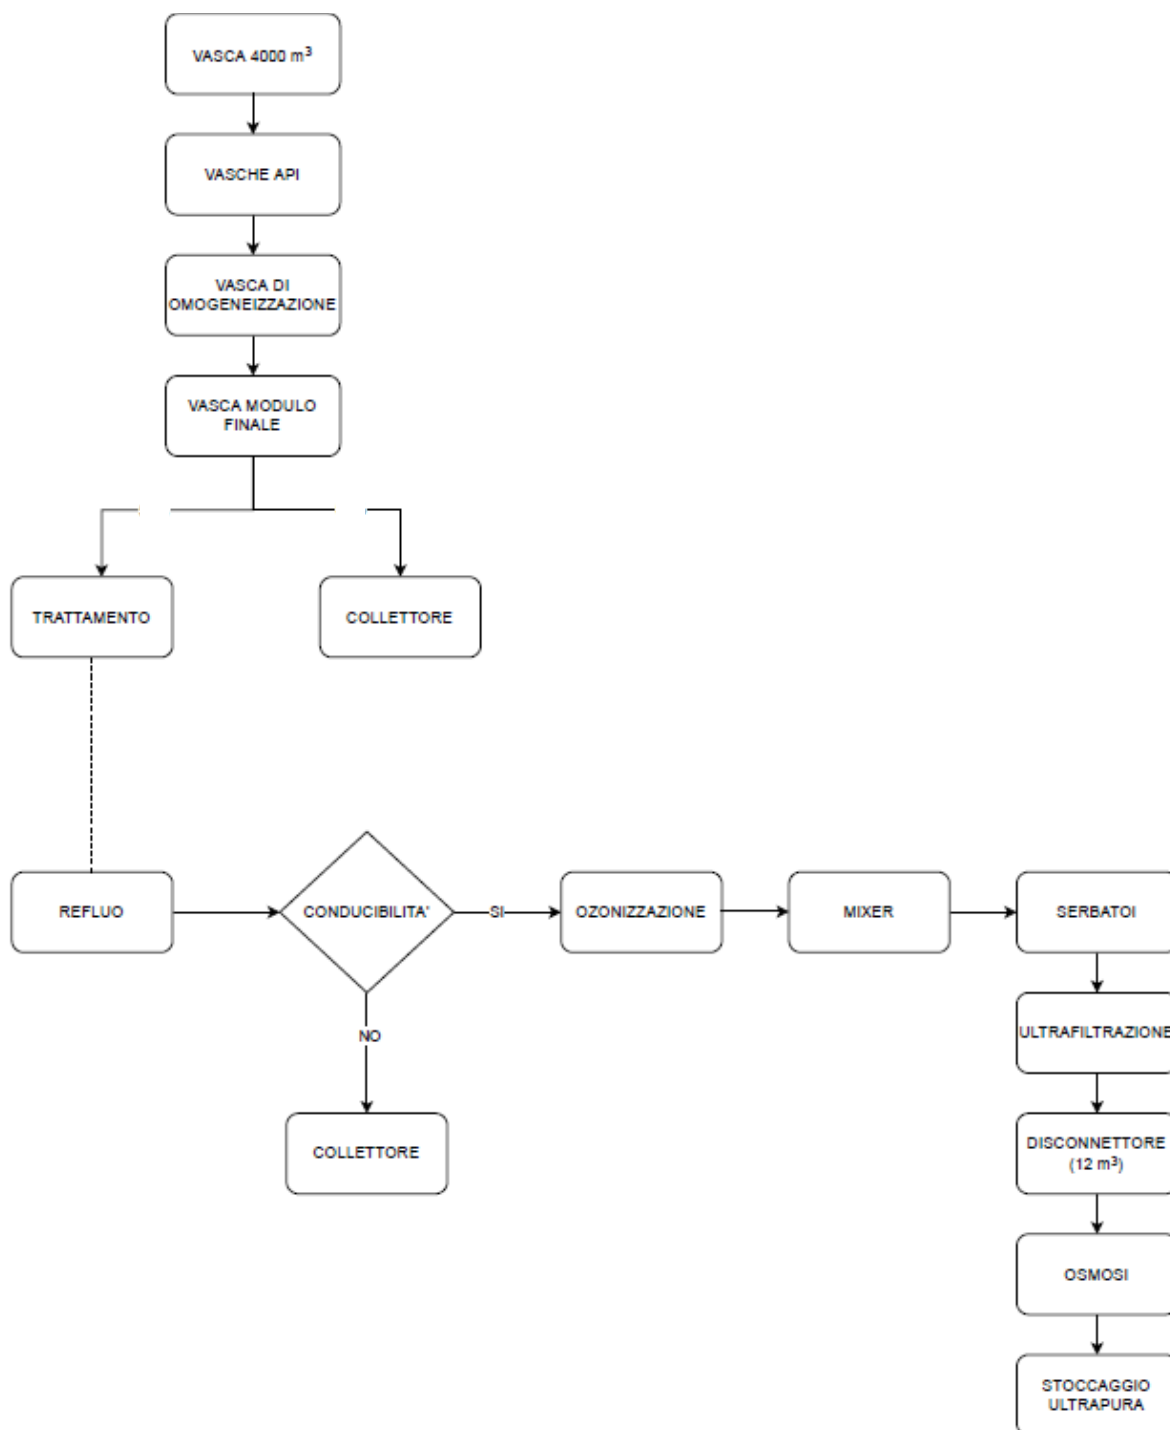 VASCA 4000 m³
VASCHE API
VASCA DI
OMOGENEIZZAZIONE
VASCA MODULO
FINALE
TRATTAMENTO
COLLETTORE
REFLUO
CONDUCIBILITA'
SI
OZONIZZAZIONE
MIXER
SERBATOI
NO
ULTRAFILTRAZIONE
COLLETTORE
DISCONNETTORE
(12 m³)
OSMOSI
STOCCAGGIO
ULTRAPURA